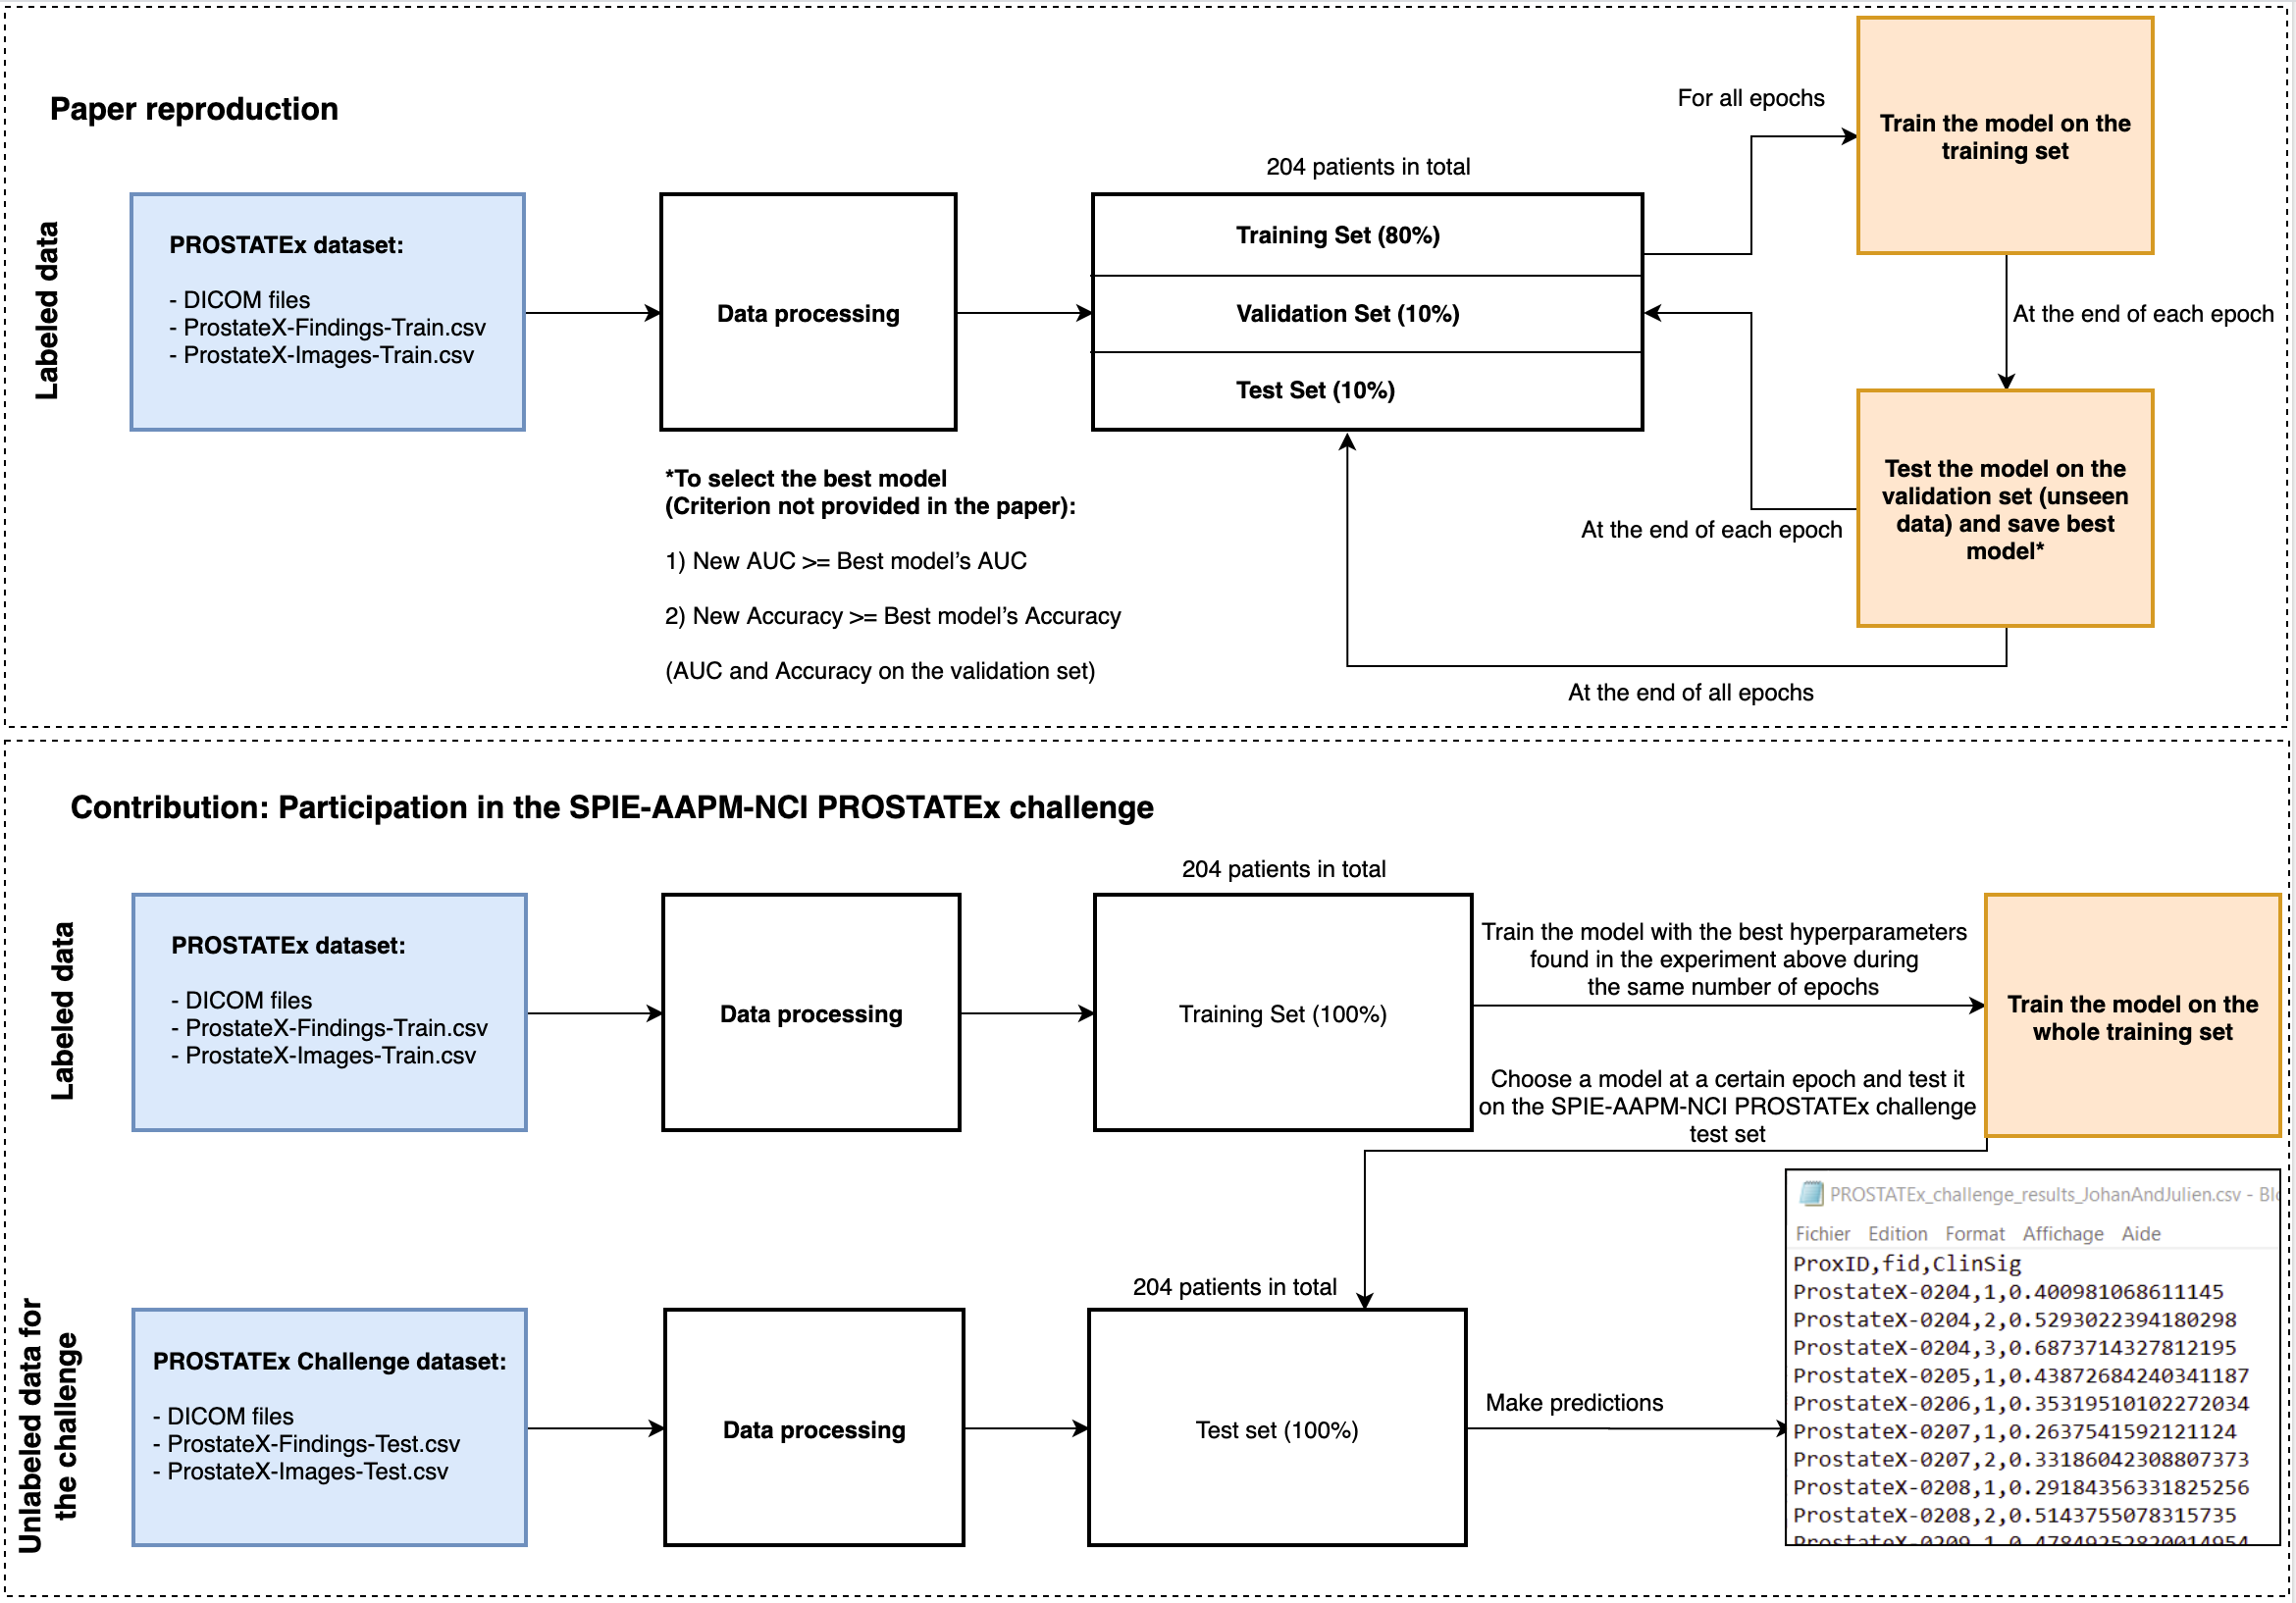 Paper reproduction
Labeled data
PROSTATEx dataset:
- DICOM files
- ProstateX-Findings-Train.csv
- ProstateX-Images-Train.csv
Data processing
204 patients in total
Training Set (80%)
Validation Set (10%)
Test Set (10%)
For all epochs
Train the model on the
training set
At the end of each epoch
Test the model on the
validation set (unseen
data) and save best
model*
At the end of each epoch
At the end of all epochs
*To select the best model
(Criterion not provided in the paper):
1) New AUC >= Best model’s AUC
2) New Accuracy >= Best model’s Accuracy
(AUC and Accuracy on the validation set)
Contribution: Participation in the SPIE-AAPM-NCI PROSTATEx challenge
Labeled data
PROSTATEx dataset:
- DICOM files
- ProstateX-Findings-Train.csv
- ProstateX-Images-Train.csv
Data processing
204 patients in total
Training Set (100%)
Train the model with the best hyperparameters
found in the experiment above during
the same number of epochs
Train the model on the
whole training set
Choose a model at a certain epoch and test it
on the SPIE-AAPM-NCI PROSTATEx challenge
test set
Unlabeled data for
the challenge
PROSTATEx Challenge dataset:
- DICOM files
- ProstateX-Findings-Test.csv
- ProstateX-Images-Test.csv
Data processing
204 patients in total
Test set (100%)
Make predictions
PROSTATEx_challenge_results_JohanAndJulien.csv -
Fichier Edition Format Affichage Aide
ProxID,fid,ClinSig
ProstateX-0204,1,0.400981068611145
ProstateX-0204,2,0.5293022394180298
ProstateX-0204,3,0.6873714327812195
ProstateX-0205,1,0.43872684240341187
ProstateX-0206,1,0.35319510102272034
ProstateX-0207,1,0.2637541592121124
ProstateX-0207,2,0.33186042308807373
ProstateX-0208,1,0.29184356331825256
ProstateX-0208,2,0.5143755078315735